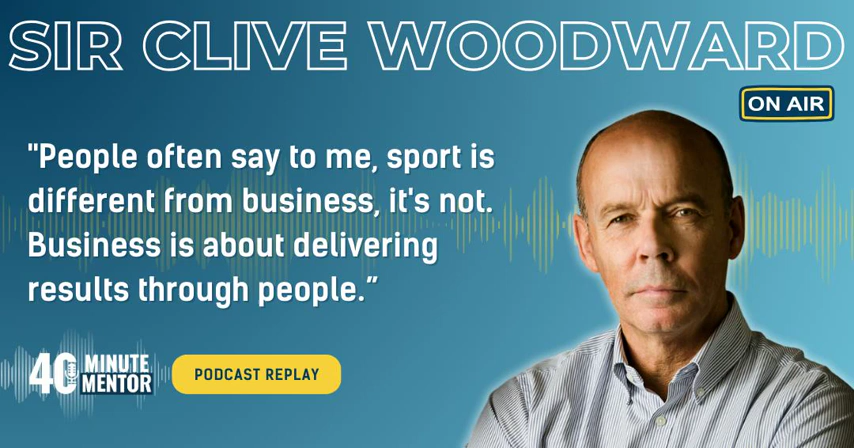 SIR CLIVE WOODWARD
ON AIR
"People often say to me, sport is
different from business, it's not.
Business is about delivering
results through people.”
40 MINUTE
MENTOR
PODCAST REPLAY